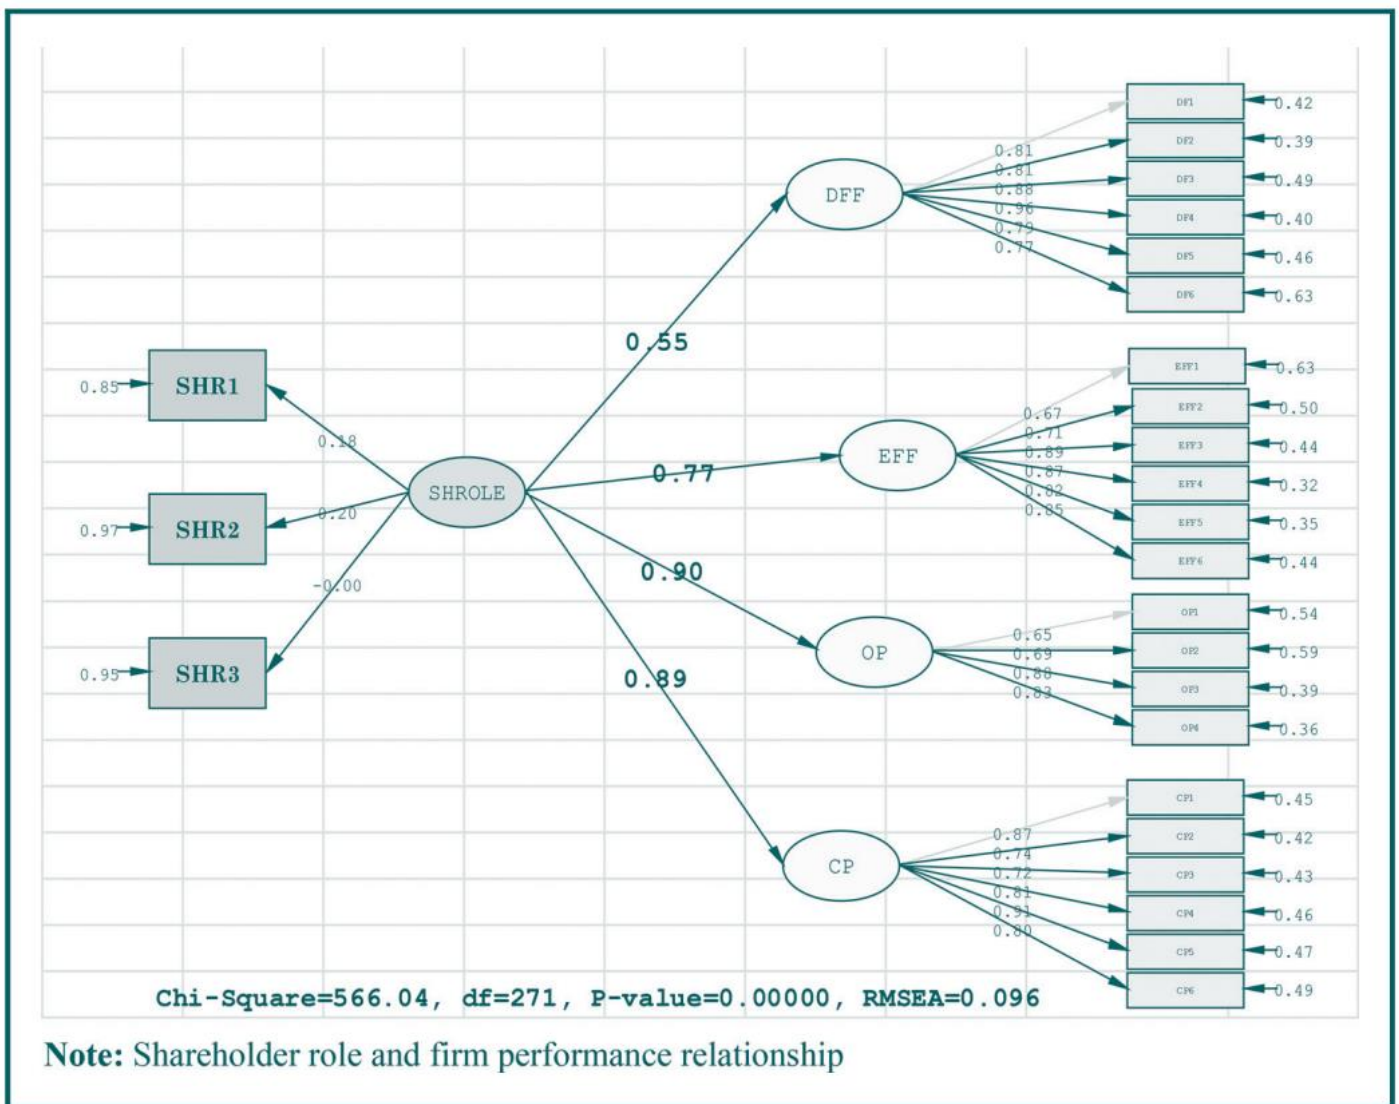 DF1
0.42
DF2
0.39
DF3
0.49
DF4
0.40
DF5
0.46
DF6
0.63
0.81
0.81
0.88
0.96
0.79
0.77
DFF
0.55
EFF1
0.63
EFF2
0.50
EFF3
0.44
EFF4
0.32
EFF5
0.35
EFF6
0.44
0.67
0.71
0.89
0.87
0.82
0.85
EFF
0.77
0.85
SHR1
0.18
SHROLE
0.97
SHR2
0.20
-0.00
0.95
SHR3
0.90
OP
0.65
0.69
0.88
0.83
OP1
0.54
OP2
0.59
OP3
0.39
OP4
0.36
0.89
CP
0.87
0.74
0.72
0.81
0.91
CP1
0.45
CP2
0.42
CP3
0.43
CP4
0.46
CP5
0.47
CP6
0.49
Chi-Square=566.04, df=271, P-value=0.00000, RMSEA=0.096
Note: Shareholder role and firm performance relationship